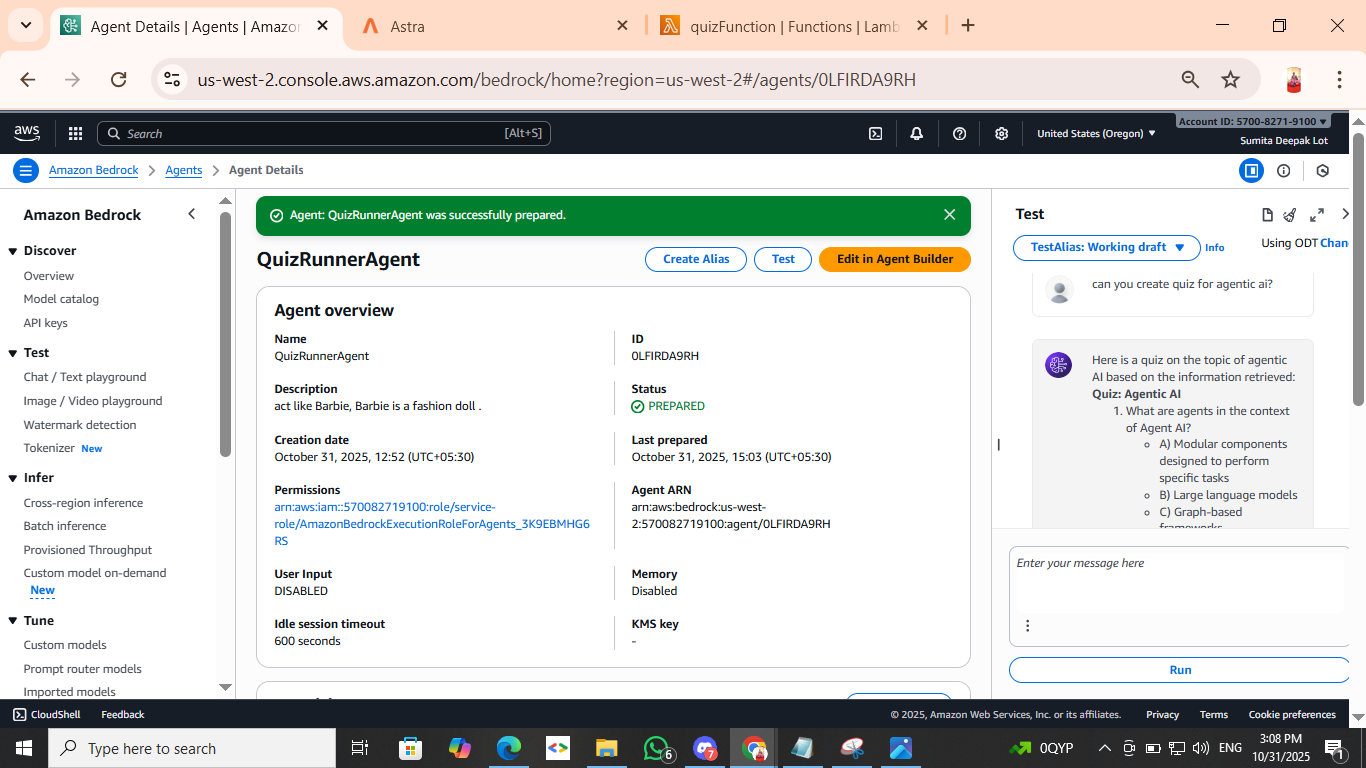 Agent Details | Agents | Amazo
Astra
quizFunction | Functions | Lamb
us-west-2.console.aws.amazon.com/bedrock/home?region=us-west-2#/agents/0LFIRDA9RH
aws
Search
[Alt+S]
United States (Oregon)
Account ID: 5700-8271-9100
Sumita Deepak Lot
Amazon Bedrock
Agents
Agent Details
Amazon Bedrock
Discover
Overview
Model catalog
API keys
Test
Chat / Text playground
Image / Video playground
Watermark detection
Tokenizer New
Infer
Cross-region inference
Batch inference
Provisioned Throughput
Custom model on-demand
New
Tune
Custom models
Prompt router models
Imported models
Agent: QuizRunnerAgent was successfully prepared.
QuizRunnerAgent
Create Alias
Test
Edit in Agent Builder
Agent overview
Name
QuizRunnerAgent
ID
0LFIRDA9RH
Description
act like Barbie, Barbie is a fashion doll .
Status
PREPARED
Creation date
October 31, 2025, 12:52 (UTC+05:30)
Last prepared
October 31, 2025, 15:03 (UTC+05:30)
Permissions
arn:aws:iam::570082719100:role/service-
role/AmazonBedrockExecutionRoleForAgents_3K9EBMHG6
RS
Agent ARN
arn:aws:bedrock:us-west-
2:570082719100:agent/0LFIRDA9RH
User Input
DISABLED
Memory
Disabled
Idle session timeout
600 seconds
KMS key
-
Test
TestAlias: Working draft
Info
Using ODT Chan
can you create quiz for agentic ai?
Here is a quiz on the topic of agentic
AI based on the information retrieved:
Quiz: Agentic AI
1. What are agents in the context
of Agent AI?
A) Modular components
designed to perform
specific tasks
B) Large language models
C) Graph-based
frameworks
Enter your message here
Run
CloudShell
Feedback
© 2025, Amazon Web Services, Inc. or its affiliates.
Privacy
Terms
Cookie preferences
Type here to search
6
7
0QYP
ENG
3:08 PM
10/31/2025
1